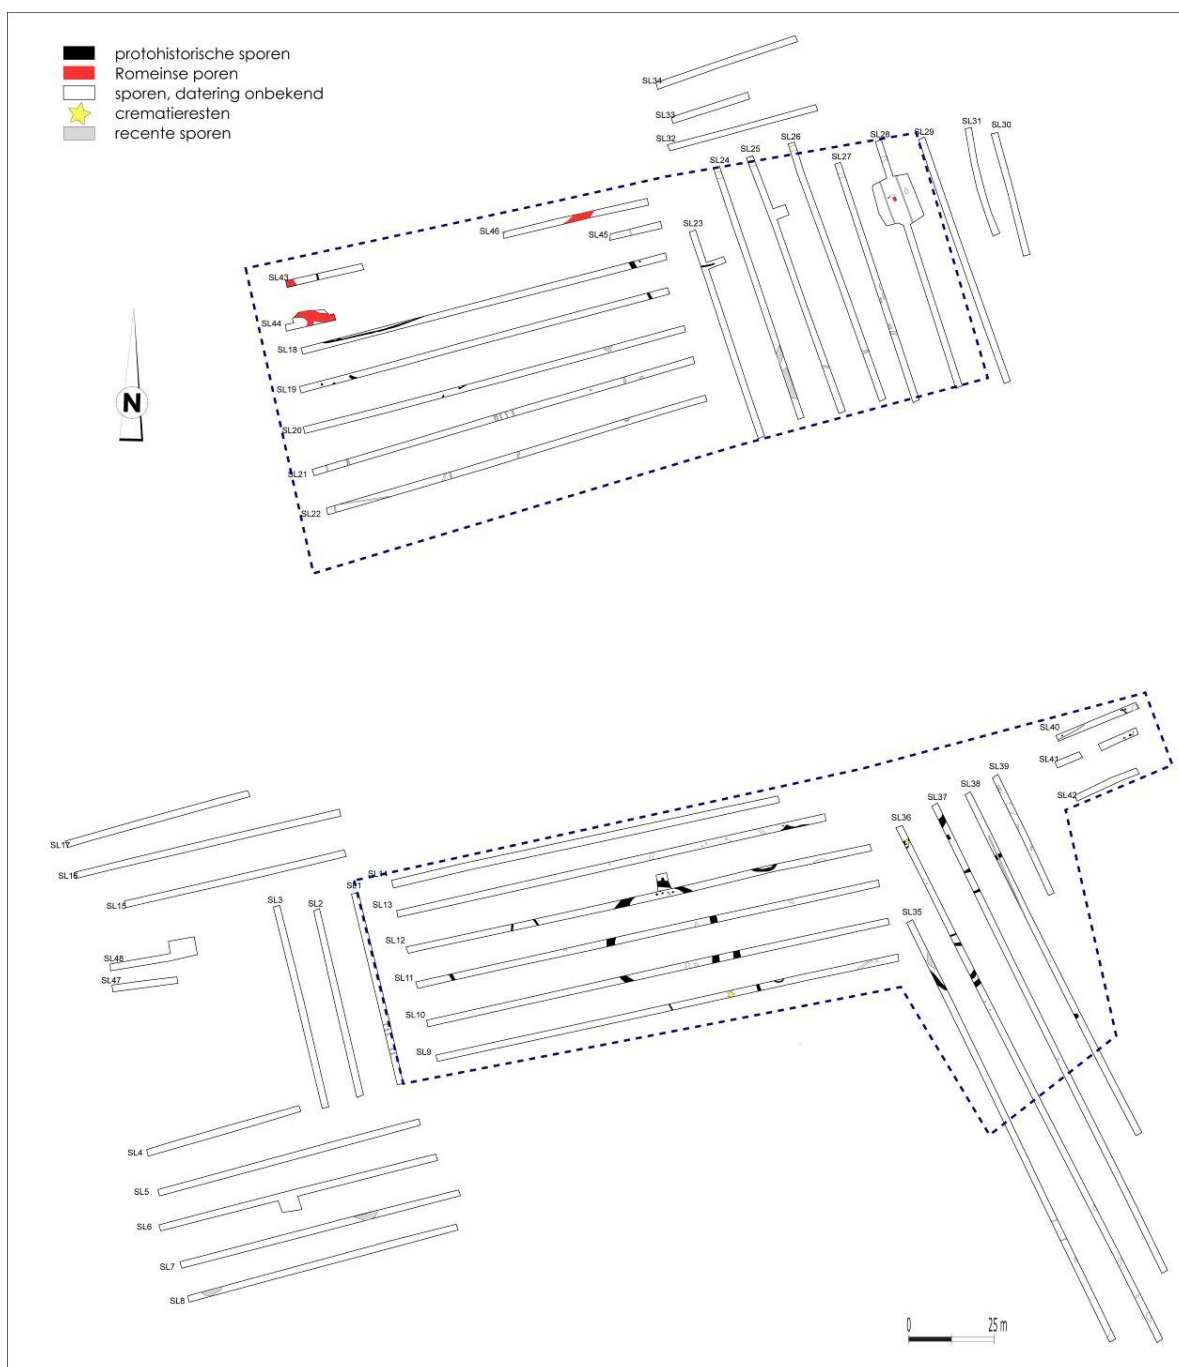 protohistorische sporen
Romeinse poren
sporen, datering onbekend
crematieresten
recente sporen
SL34
SL33
SL32
SL31
SL30
SL29
SL28
SL27
SL26
SL25
SL24
SL23
SL46
SL45
SL43
SL44
SL18
SL19
N
SL20
SL21
SL22
SL40
SL41
SL42
SL39
SL38
SL37
SL36
SL35
SL17
SL16
SL15
SL14
SL1
SL13
SL3
SL2
SL12
SL48
SL47
SL11
SL10
SL9
SL4
SL5
SL6
SL7
SL8
0 25 m